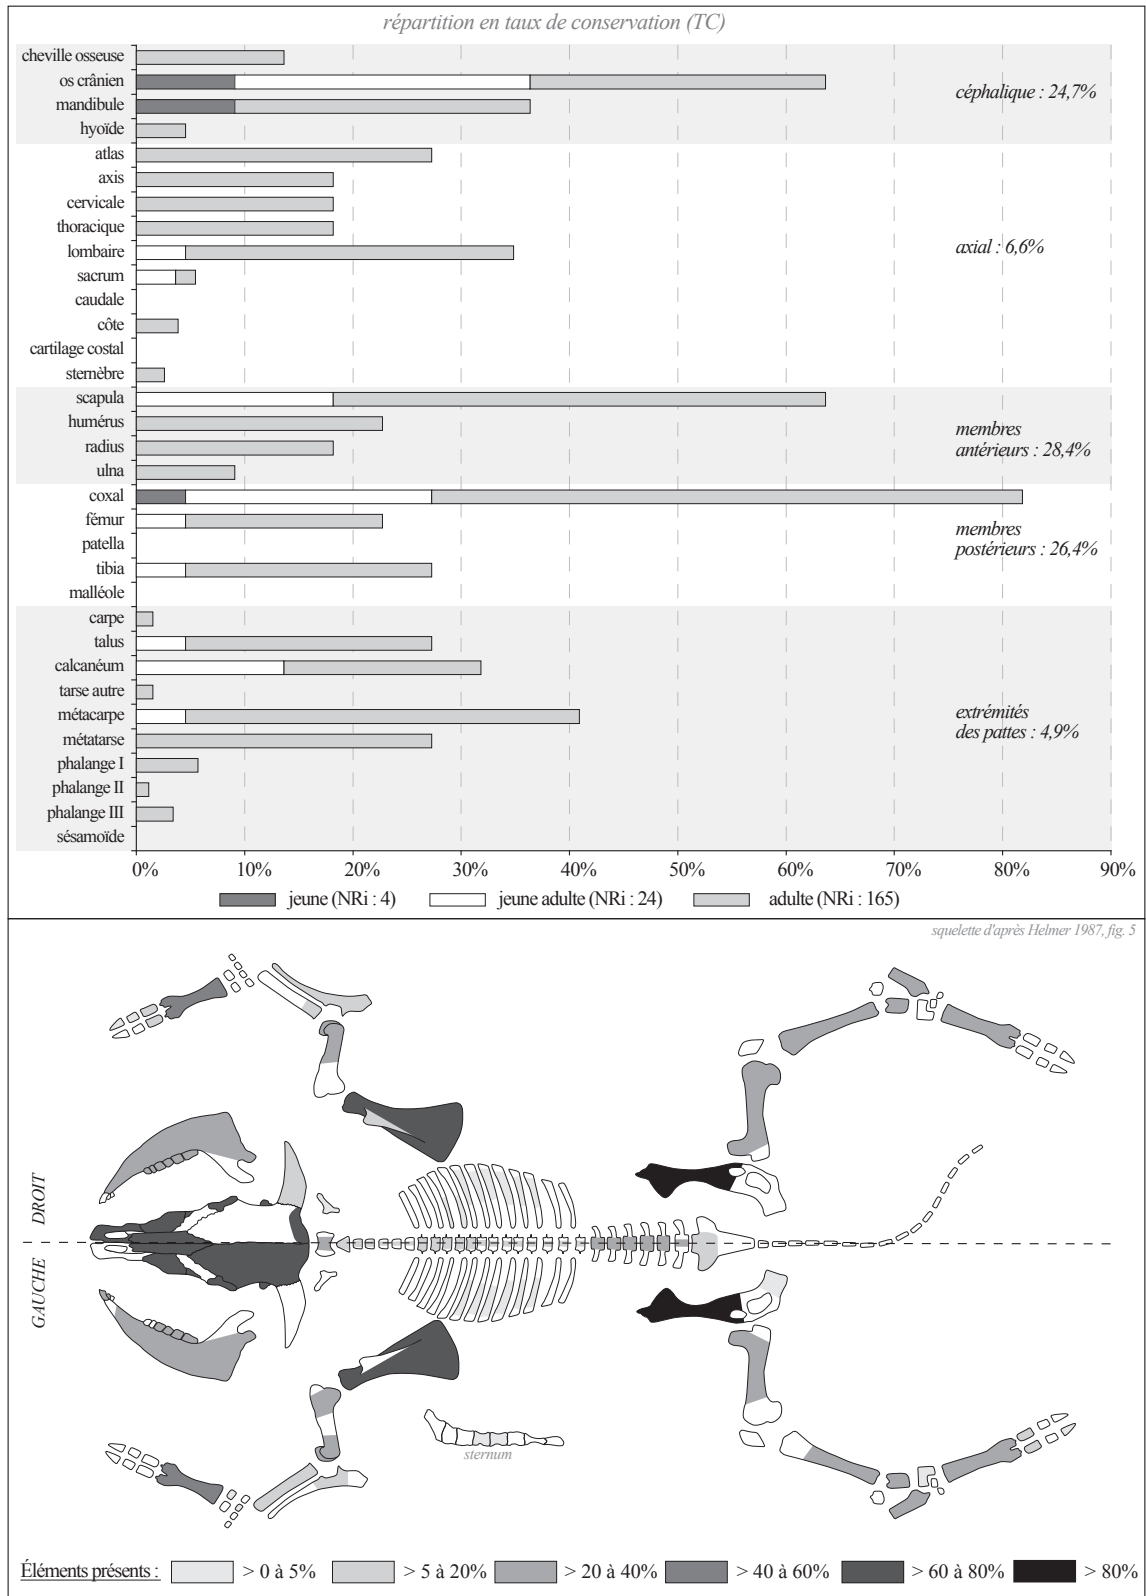 répartition en taux de conservation (TC)
cheville osseuse
os crânien
mandibule
hyoïde
céphalique : 24,7%
atlas
axis
cervicale
thoracique
lombaire
sacrum
caudale
côte
cartilage costal
sternèbre
axial : 6,6%
scapula
humérus
radius
ulna
membres
antérieurs : 28,4%
coxal
fémur
patella
tibia
malléole
membres
postérieurs : 26,4%
carpe
talus
calcanéum
tarse autre
métacarpe
métatarse
phalange I
phalange II
phalange III
sésamoïde
extrémités
des pattes : 4,9%
0% 10% 20% 30% 40% 50% 60% 70% 80% 90%
jeune (NRi : 4) jeune adulte (NRi : 24) adulte (NRi : 165)
squelette d'après Helmer 1987, fig. 5
DROIT
GAUCHE
sternum
Éléments présents : > 0 à 5% > 5 à 20% > 20 à 40% > 40 à 60% > 60 à 80% > 80%